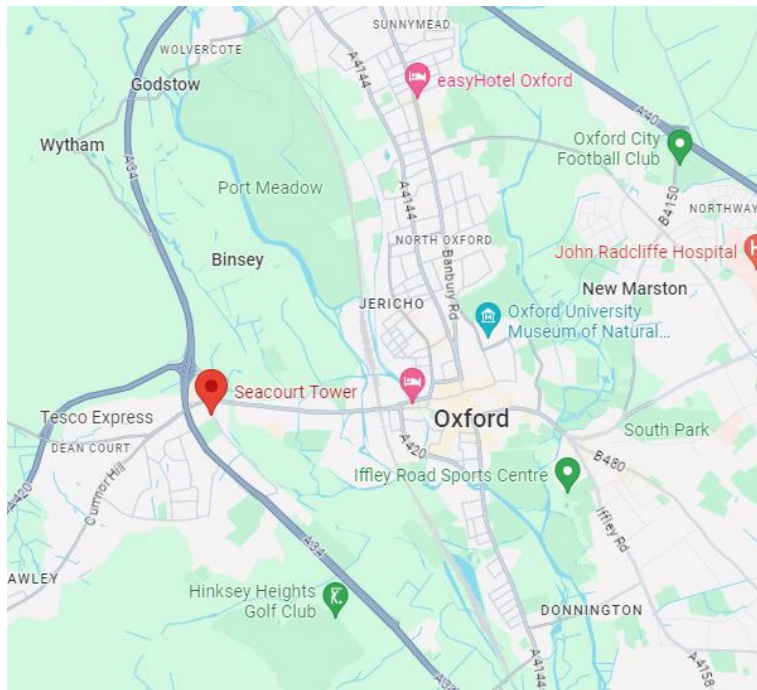 SUNNYMEAD
WOLVERCOTE
A4144
Godstow
easyHotel Oxford
A40
Wytham
A34
Oxford City
Football Club
Port Meadow
A4144
B4150
NORTHWAY
NORTH OXFORD
John Radcliffe Hospital
H
Binsey
Banbury Rd
New Marston
JERICHO
Oxford University
Museum of Natural...
Seacourt Tower
Tesco Express
Oxford
South Park
DEAN COURT
A420
B480
Cumnor Hill
Iffley Road Sports Centre
A420
Iffley Rd
A34
AWLEY
Hinksey Heights
Golf Club
DONNINGTON
A4144
A4158